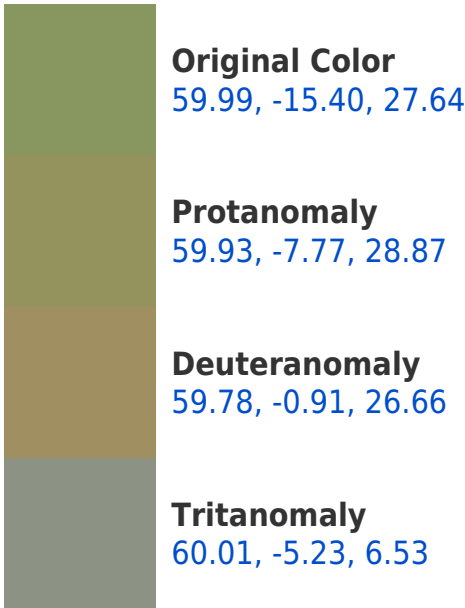 Original Color
59.99, -15.40, 27.64
Protanomaly
59.93, -7.77, 28.87
Deuteranomaly
59.78, -0.91, 26.66
Tritanomaly
60.01, -5.23, 6.53